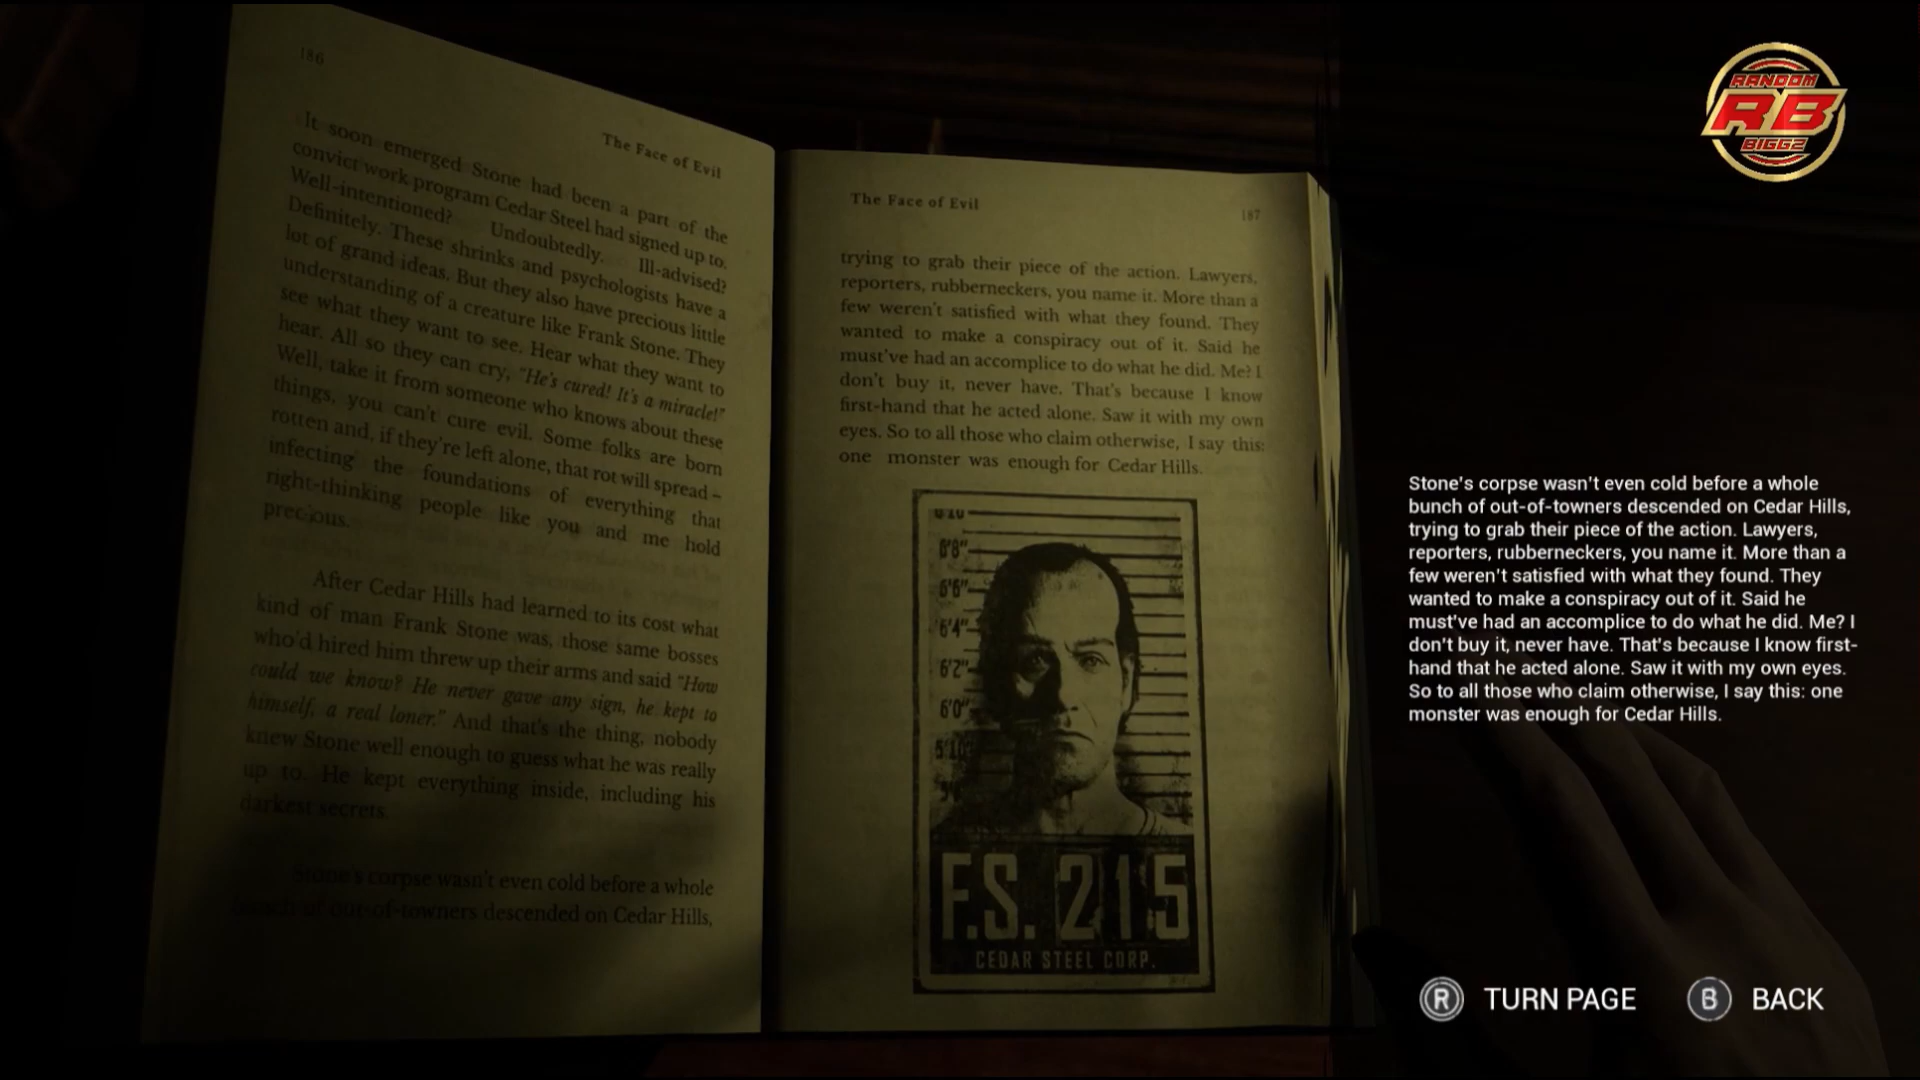 186
The Face of Evil
It soon emerged Stone had been a part of the
convict work program Cedar Steel had signed up to.
Well-intentioned? Undoubtedly. Ill-advised?
Definitely. These shrinks and psychologists have a
lot of grand ideas. But they also have precious little
understanding of a creature like Frank Stone. They
see what they want to see. Hear what they want to
hear. All so they can cry, "He's cured! It's a miracle!"
Well, take it from someone who knows about these
things, you can't cure evil. Some folks are born
rotten and, if they're left alone, that rot will spread –
infecting the foundations of everything that
right-thinking people like you and me hold
precious.
After Cedar Hills had learned to its cost what
kind of man Frank Stone was, those same bosses
who'd hired him threw up their arms and said "How
could we know? He never gave any sign, he kept to
himself, a real loner." And that's the thing, nobody
knew Stone well enough to guess what he was really
up to. He kept everything inside, including his
darkest secrets.
Stone's corpse wasn't even cold before a whole
bunch of out-of-towners descended on Cedar Hills,
The Face of Evil
187
trying to grab their piece of the action. Lawyers,
reporters, rubberneckers, you name it. More than a
few weren't satisfied with what they found. They
wanted to make a conspiracy out of it. Said he
must've had an accomplice to do what he did. Me? I
don't buy it, never have. That's because I know
first-hand that he acted alone. Saw it with my own
eyes. So to all those who claim otherwise, I say this:
one monster was enough for Cedar Hills.
6'10
6'8"
6'6"
6'4"
6'2"
6'0"
5'10"
F.S. 215
CEDAR STEEL CORP.
RANDOM
RB
BIGGZ
Stone's corpse wasn't even cold before a whole
bunch of out-of-towners descended on Cedar Hills,
trying to grab their piece of the action. Lawyers,
reporters, rubberneckers, you name it. More than a
few weren't satisfied with what they found. They
wanted to make a conspiracy out of it. Said he
must've had an accomplice to do what he did. Me? I
don't buy it, never have. That's because I know first-
hand that he acted alone. Saw it with my own eyes.
So to all those who claim otherwise, I say this: one
monster was enough for Cedar Hills.
R TURN PAGE B BACK